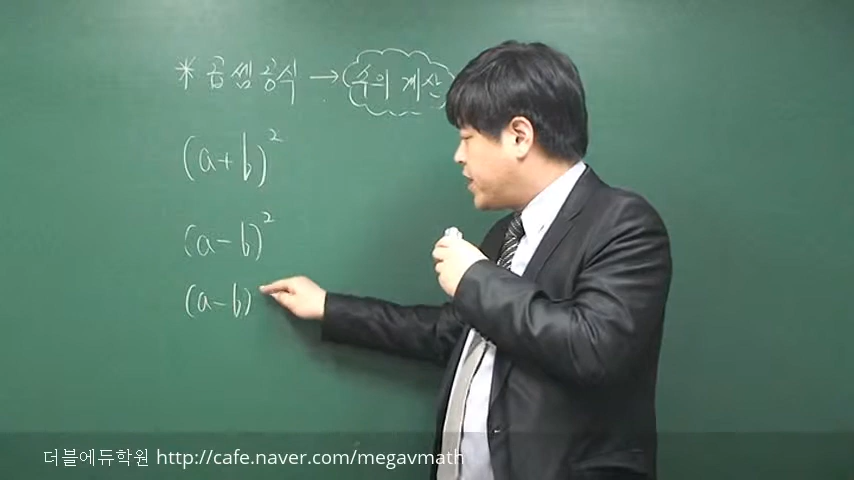 * 곱셈공식 → 수의 계산
(a+b)²
(a-b)²
(a-b)
더블에듀학원 http://cafe.naver.com/megavmath